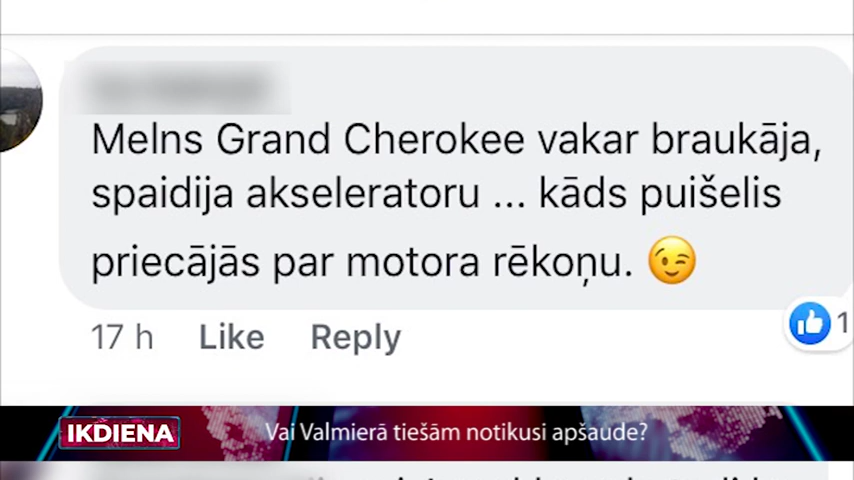 Melns Grand Cherokee vakar braukāja,
spaidija akseleratoru ... kāds puišelis
priecājās par motora rēkoņu. 😉
17 h Like Reply
1
IKDIENA
Vai Valmierā tiešām notikusi apšaude?